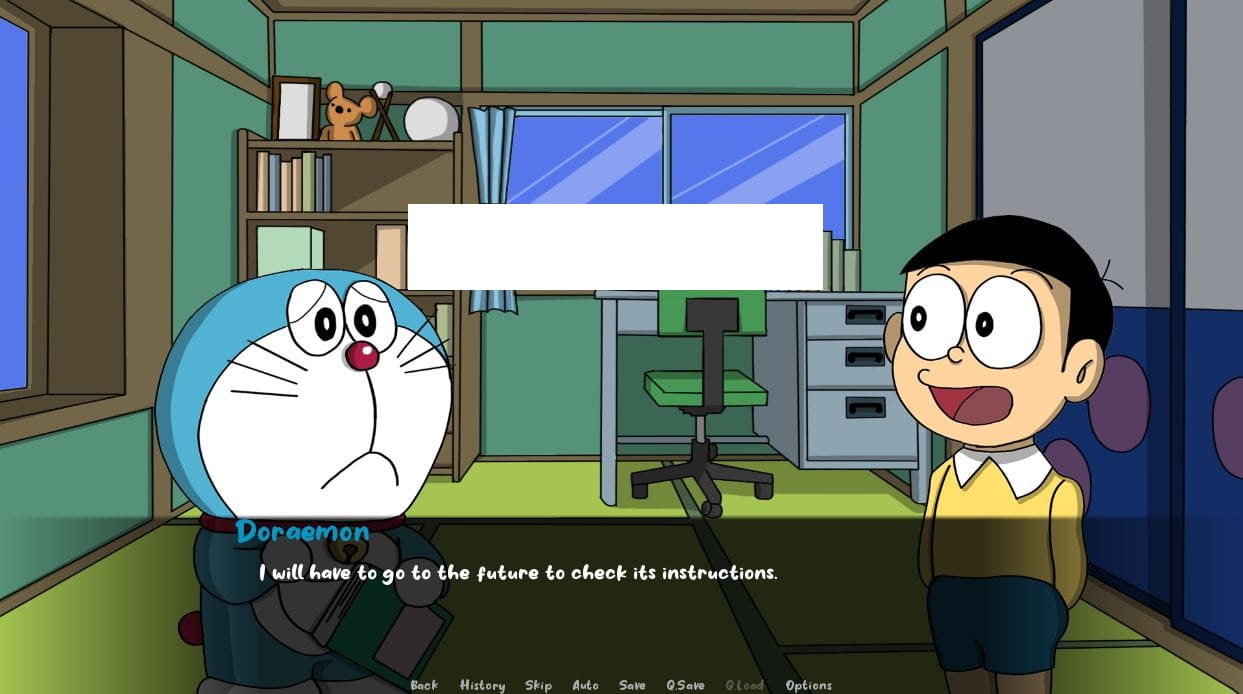 Doraemon
I will have to go to the future to check its instructions.
Back History Skip Auto Save Q.Save Q.Load Options